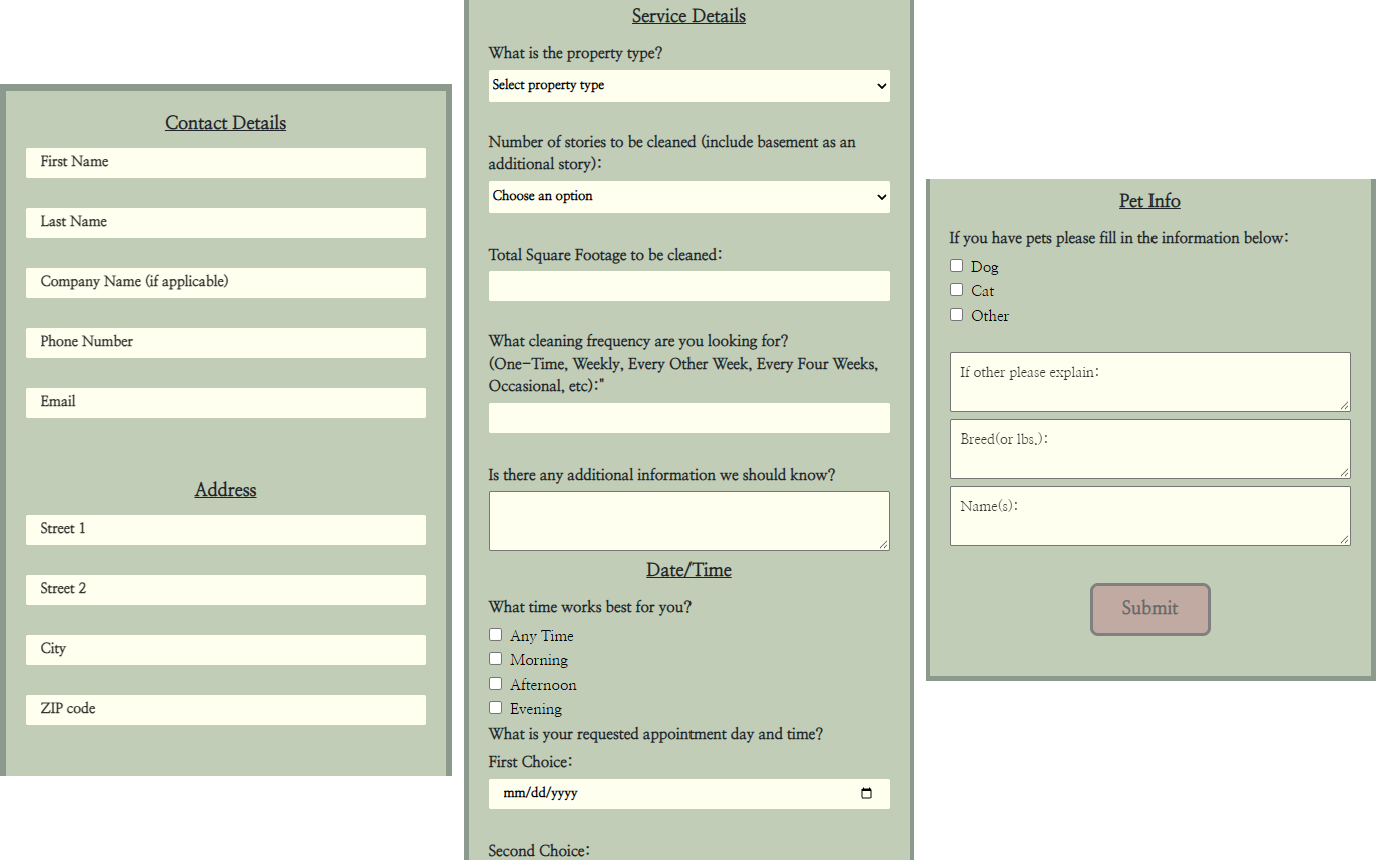 Contact Details
First Name
Last Name
Company Name (if applicable)
Phone Number
Email
Address
Street 1
Street 2
City
ZIP code
Service Details
What is the property type?
Select property type
Number of stories to be cleaned (include basement as an
additional story):
Choose an option
Total Square Footage to be cleaned:
What cleaning frequency are you looking for?
(One-Time, Weekly, Every Other Week, Every Four Weeks,
Occasional, etc):"
Is there any additional information we should know?
Date/Time
What time works best for you?
Any Time
Morning
Afternoon
Evening
What is your requested appointment day and time?
First Choice:
mm/dd/yyyy
Second Choice:
Pet Info
If you have pets please fill in the information below:
Dog
Cat
Other
If other please explain:
Breed(or lbs.):
Name(s):
Submit